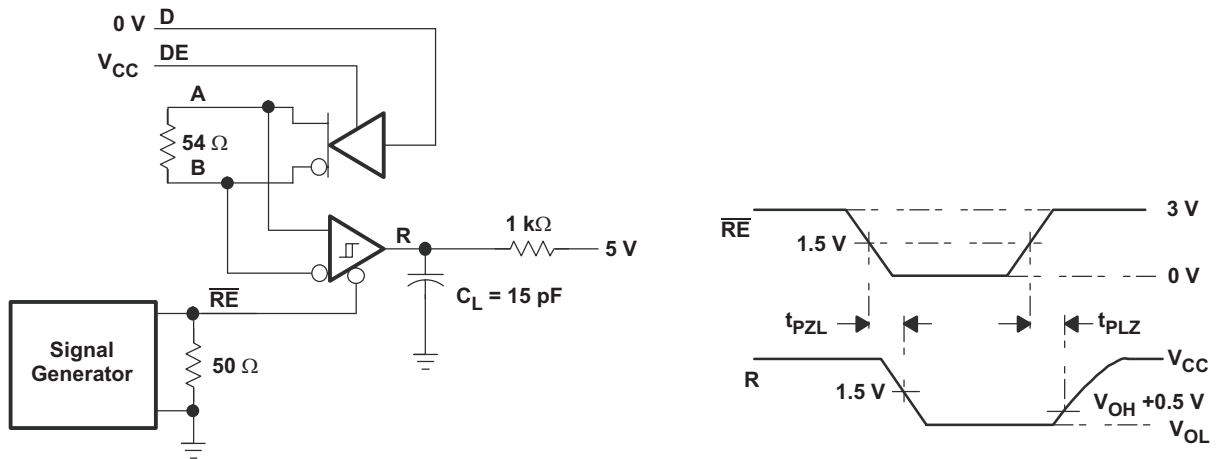 0 V D
V_CC DE
A
54 Ω
B
R
1 kΩ
5 V
C_L = 15 pF
RE
Signal
Generator
50 Ω
RE
3 V
1.5 V
0 V
t_PZL
t_PLZ
R
V_CC
1.5 V
V_OH +0.5 V
V_OL